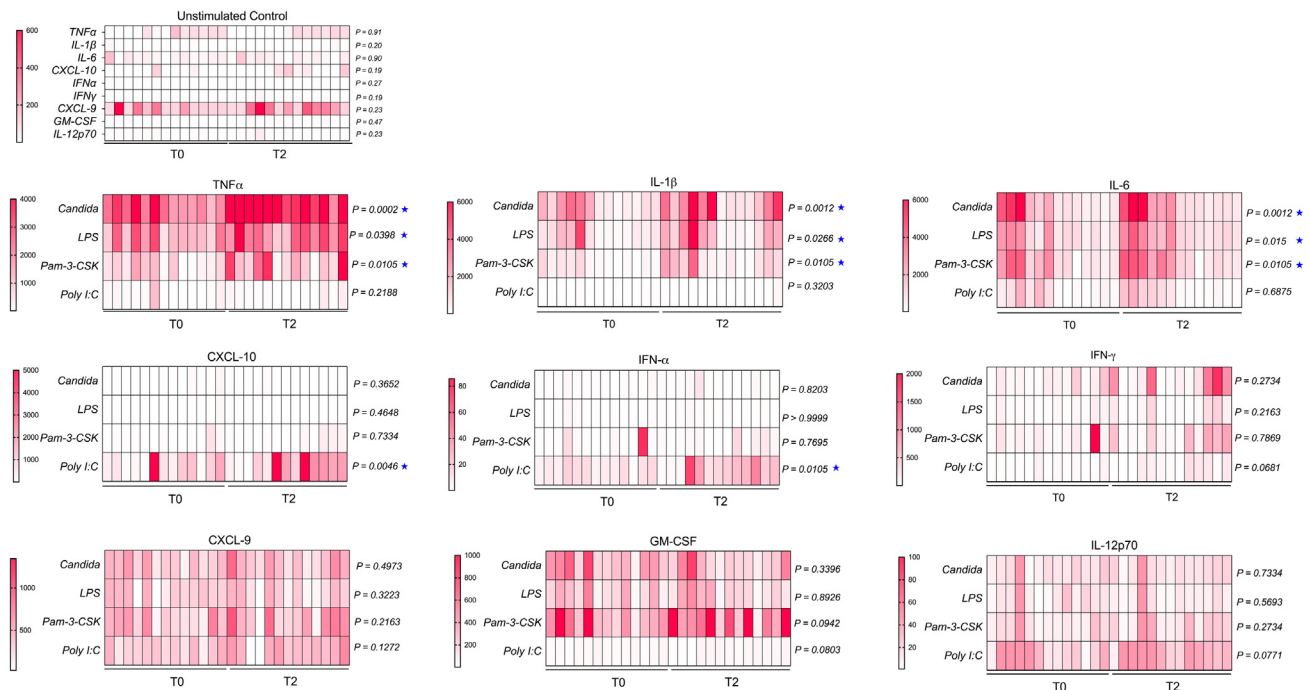 Unstimulated Control
600
400
200
TNFα P = 0.91
IL-1β P = 0.20
IL-6 P = 0.90
CXCL-10 P = 0.19
IFNα P = 0.27
IFNγ P = 0.19
CXCL-9 P = 0.23
GM-CSF P = 0.47
IL-12p70 P = 0.23
T0 T2
TNFα
4000
3000
2000
1000
0
Candida P = 0.0002 ★
LPS P = 0.0398 ★
Pam-3-CSK P = 0.0105 ★
Poly I:C P = 0.2188
T0 T2
IL-1β
6000
4000
2000
Candida P = 0.0012 ★
LPS P = 0.0266 ★
Pam-3-CSK P = 0.0105 ★
Poly I:C P = 0.3203
T0 T2
IL-6
6000
4000
2000
0
Candida P = 0.0012 ★
LPS P = 0.015 ★
Pam-3-CSK P = 0.0105 ★
Poly I:C P = 0.6875
T0 T2
CXCL-10
5000
4000
3000
2000
1000
0
Candida P = 0.3652
LPS P = 0.4648
Pam-3-CSK P = 0.7334
Poly I:C P = 0.0046 ★
T0 T2
IFN-α
80
60
40
20
Candida P = 0.8203
LPS P > 0.9999
Pam-3-CSK P = 0.7695
Poly I:C P = 0.0105 ★
T0 T2
IFN-γ
2000
1500
1000
500
Candida P = 0.2734
LPS P = 0.2163
Pam-3-CSK P = 0.7869
Poly I:C P = 0.0681
T0 T2
CXCL-9
1000
500
Candida P = 0.4973
LPS P = 0.3223
Pam-3-CSK P = 0.2163
Poly I:C P = 0.1272
T0 T2
GM-CSF
1000
800
600
400
200
Candida P = 0.3396
LPS P = 0.8926
Pam-3-CSK P = 0.0942
Poly I:C P = 0.0803
T0 T2
IL-12p70
100
80
60
40
20
Candida P = 0.7334
LPS P = 0.5693
Pam-3-CSK P = 0.2734
Poly I:C P = 0.0771
T0 T2